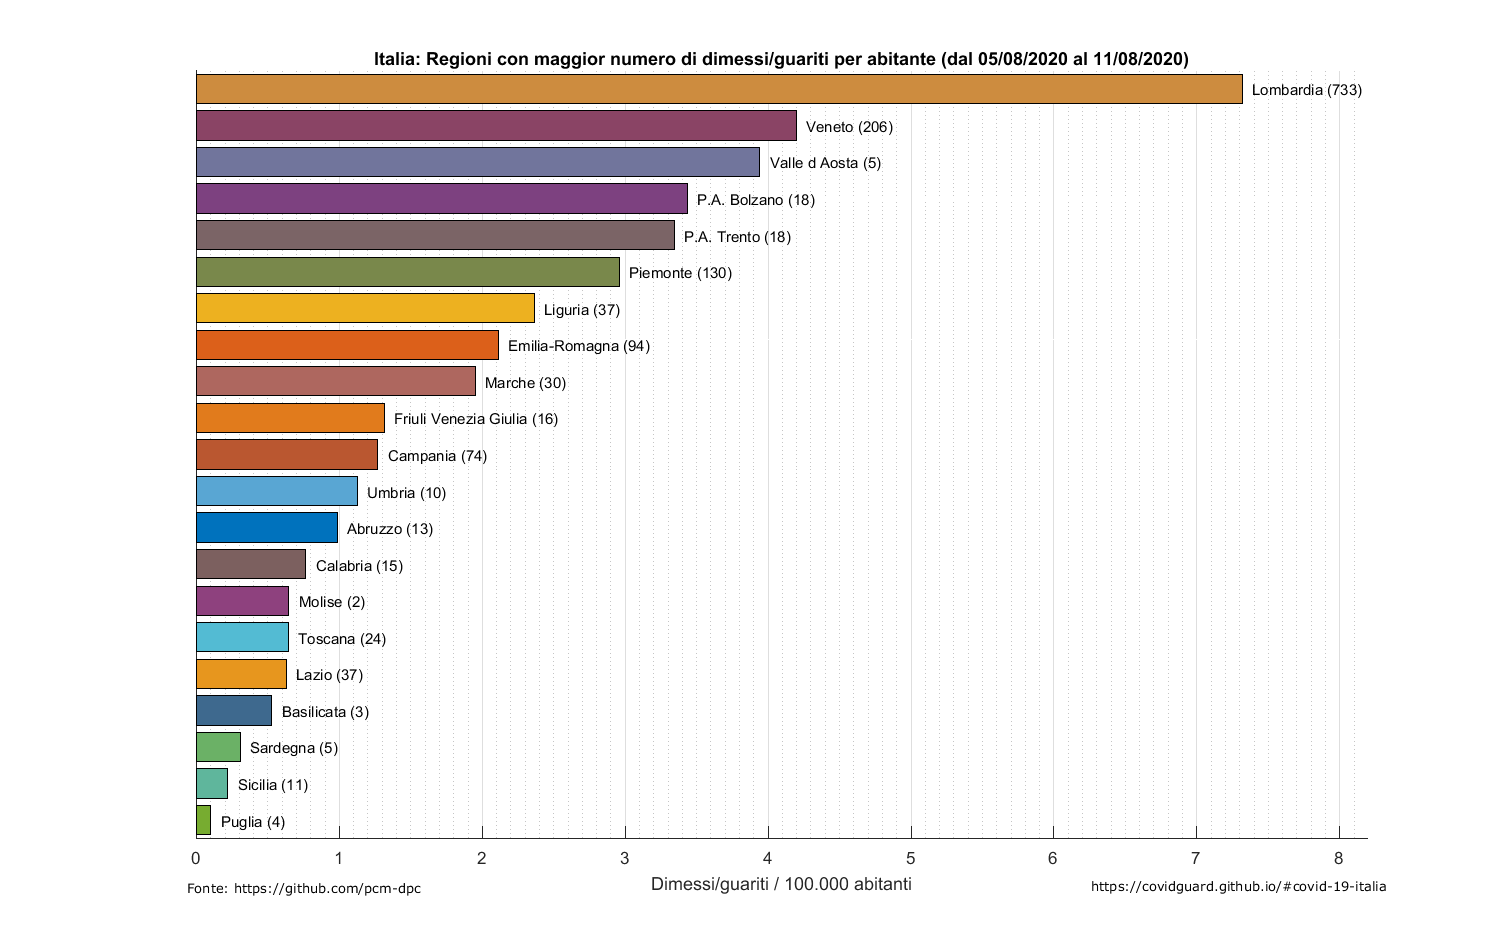 Italia: Regioni con maggior numero di dimessi/guariti per abitante (dal 05/08/2020 al 11/08/2020)
Lombardia (733)
Veneto (206)
Valle d Aosta (5)
P.A. Bolzano (18)
P.A. Trento (18)
Piemonte (130)
Liguria (37)
Emilia-Romagna (94)
Marche (30)
Friuli Venezia Giulia (16)
Campania (74)
Umbria (10)
Abruzzo (13)
Calabria (15)
Molise (2)
Toscana (24)
Lazio (37)
Basilicata (3)
Sardegna (5)
Sicilia (11)
Puglia (4)
0 1 2 3 4 5 6 7 8
Dimessi/guariti / 100.000 abitanti
Fonte: https://github.com/pcm-dpc
https://covidguard.github.io/#covid-19-italia